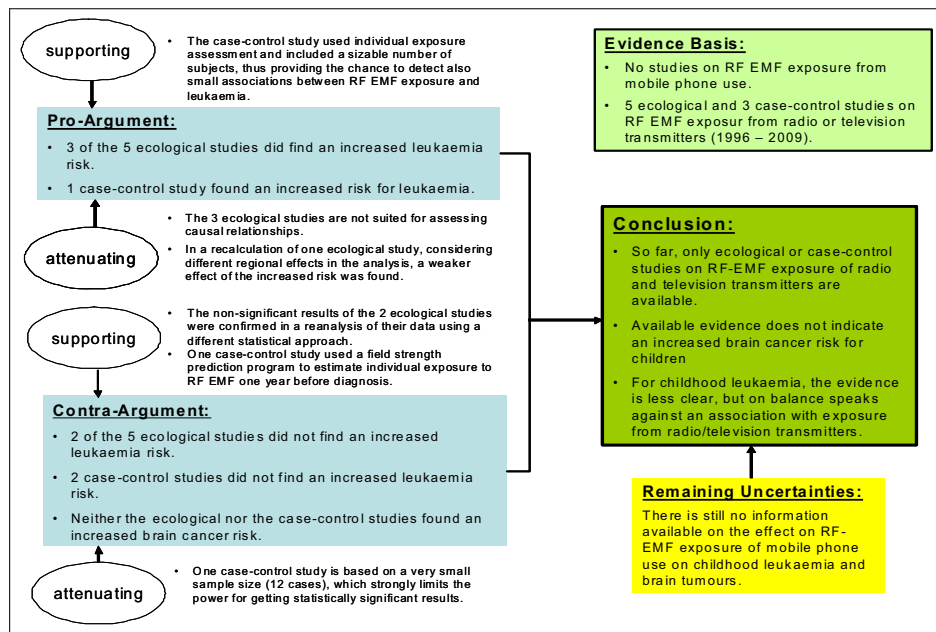 supporting
• The case-control study used individual exposure
assessment and included a sizable number of
subjects, thus providing the chance to detect also
small associations between RF EMF exposure and
leukaemia.
Pro-Argument:
• 3 of the 5 ecological studies did find an increased leukaemia
risk.
• 1 case-control study found an increased risk for leukaemia.
attenuating
• The 3 ecological studies are not suited for assessing
causal relationships.
• In a recalculation of one ecological study, considering
different regional effects in the analysis, a weaker
effect of the increased risk was found.
supporting
• The non-significant results of the 2 ecological studies
were confirmed in a reanalysis of their data using a
different statistical approach.
• One case-control study used a field strength
prediction program to estimate individual exposure to
RF EMF one year before diagnosis.
Contra-Argument:
• 2 of the 5 ecological studies did not find an increased
leukaemia risk.
• 2 case-control studies did not find an increased leukaemia
risk.
• Neither the ecological nor the case-control studies found an
increased brain cancer risk.
attenuating
• One case-control study is based on a very small
sample size (12 cases), which strongly limits the
power for getting statistically significant results.
Evidence Basis:
• No studies on RF EMF exposure from
mobile phone use.
• 5 ecological and 3 case-control studies on
RF EMF exposur from radio or television
transmitters (1996 – 2009).
Conclusion:
• So far, only ecological or case-control
studies on RF-EMF exposure of radio
and television transmitters are
available.
• Available evidence does not indicate
an increased brain cancer risk for
children
• For childhood leukaemia, the evidence
is less clear, but on balance speaks
against an association with exposure
from radio/television transmitters.
Remaining Uncertainties:
There is still no information
available on the effect on RF-
EMF exposure of mobile phone
use on childhood leukaemia and
brain tumours.